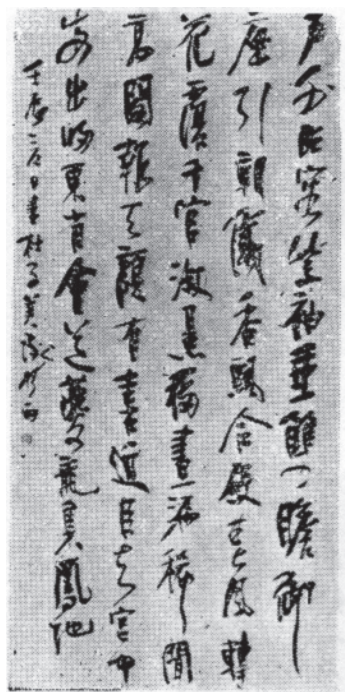 戶外昭容紫袖垂雙瞻御
座引朝儀香飄合殿春風轉
花覆千官淑景移晝漏稀聞
高閣報天顏有喜近臣知宮中
每出歸東省會送夔龍集鳳池
日書杜子美